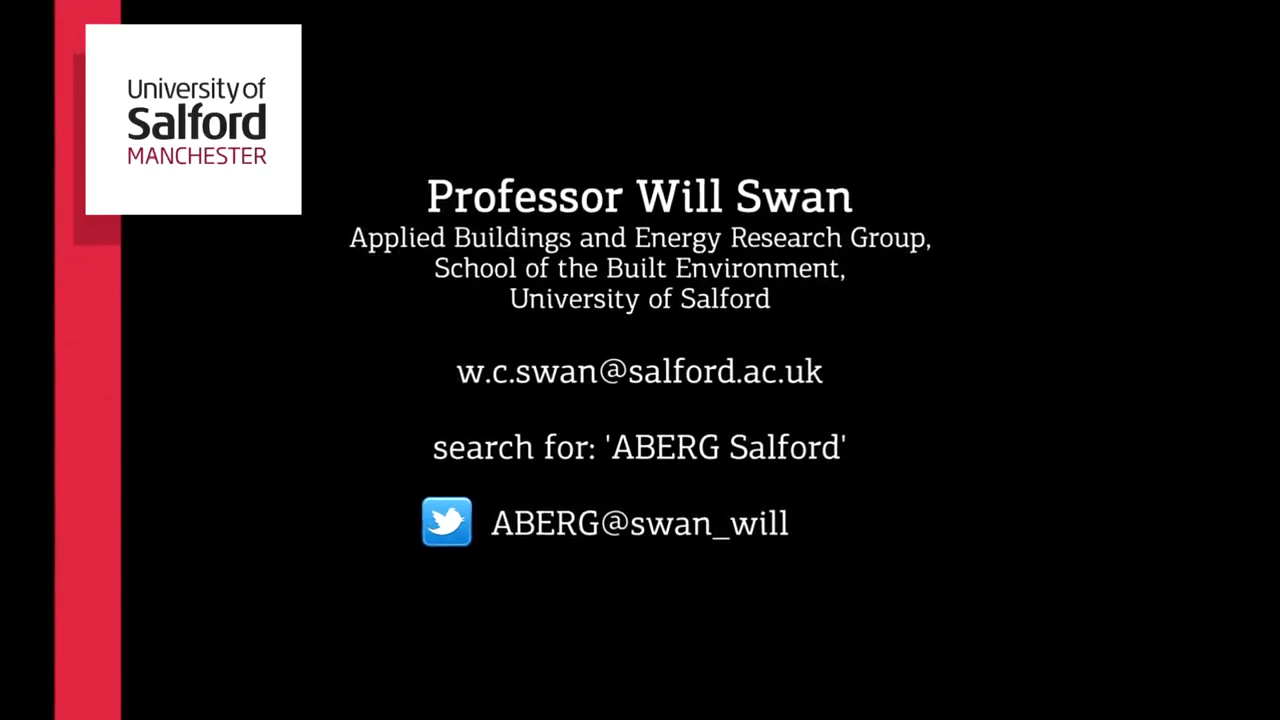 University of
Salford
MANCHESTER
Professor Will Swan
Applied Buildings and Energy Research Group,
School of the Built Environment,
University of Salford
w.c.swan@salford.ac.uk
search for: 'ABERG Salford'
ABERG@swan_will